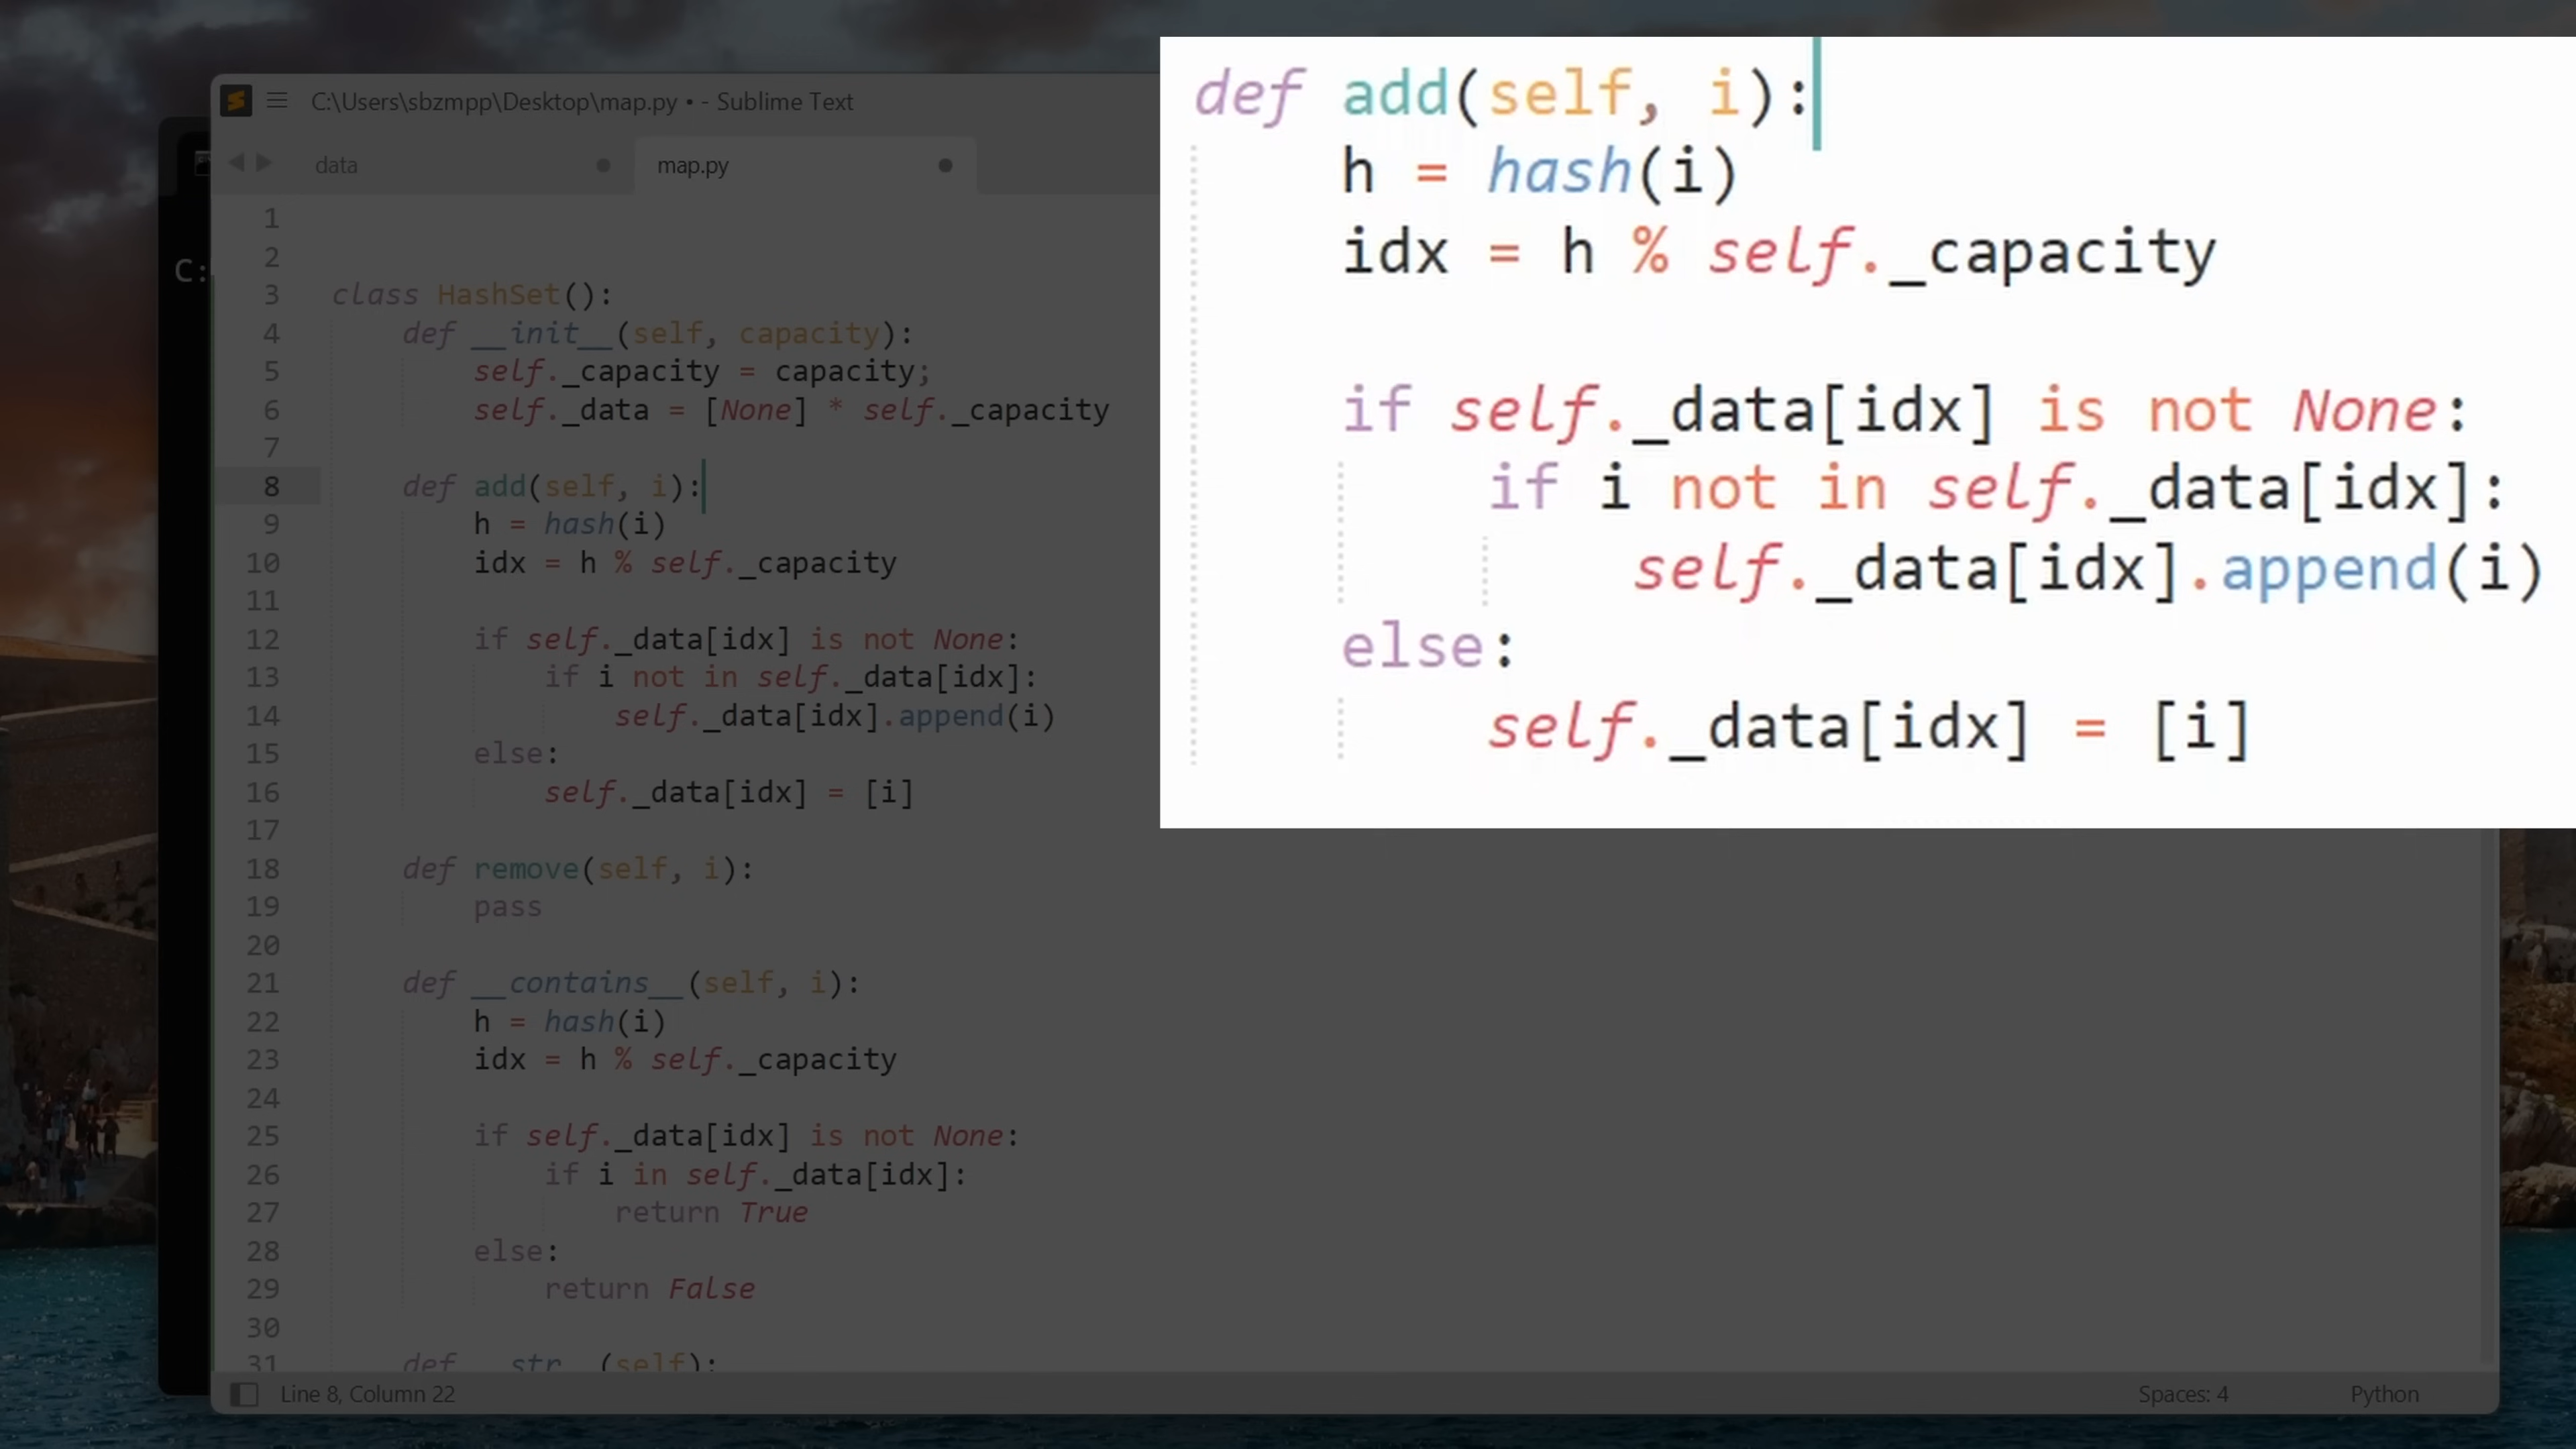 C:\Users\sbzmpp\Desktop\map.py • - Sublime Text
data
map.py
C:
1
2
3 class HashSet():
4 def __init__(self, capacity):
5 self._capacity = capacity;
6 self._data = [None] * self._capacity
7
8 def add(self, i):
9 h = hash(i)
10 idx = h % self._capacity
11
12 if self._data[idx] is not None:
13 if i not in self._data[idx]:
14 self._data[idx].append(i)
15 else:
16 self._data[idx] = [i]
17
18 def remove(self, i):
19 pass
20
21 def __contains__(self, i):
22 h = hash(i)
23 idx = h % self._capacity
24
25 if self._data[idx] is not None:
26 if i in self._data[idx]:
27 return True
28 else:
29 return False
30
31 def __str__(self):
Line 8, Column 22
Spaces: 4
Python
def add(self, i):
h = hash(i)
idx = h % self._capacity
if self._data[idx] is not None:
if i not in self._data[idx]:
self._data[idx].append(i)
else:
self._data[idx] = [i]